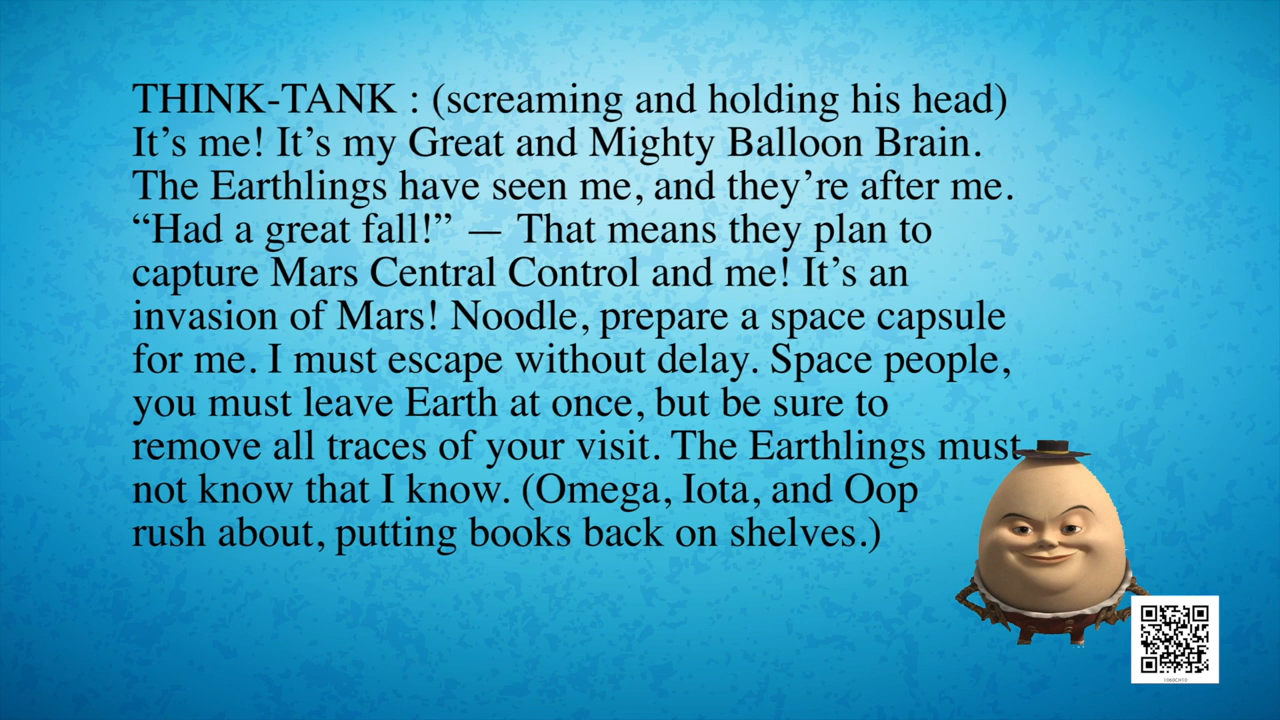 THINK-TANK : (screaming and holding his head)
It’s me! It’s my Great and Mighty Balloon Brain.
The Earthlings have seen me, and they’re after me.
“Had a great fall!” — That means they plan to
capture Mars Central Control and me! It’s an
invasion of Mars! Noodle, prepare a space capsule
for me. I must escape without delay. Space people,
you must leave Earth at once, but be sure to
remove all traces of your visit. The Earthlings must
not know that I know. (Omega, Iota, and Oop
rush about, putting books back on shelves.)